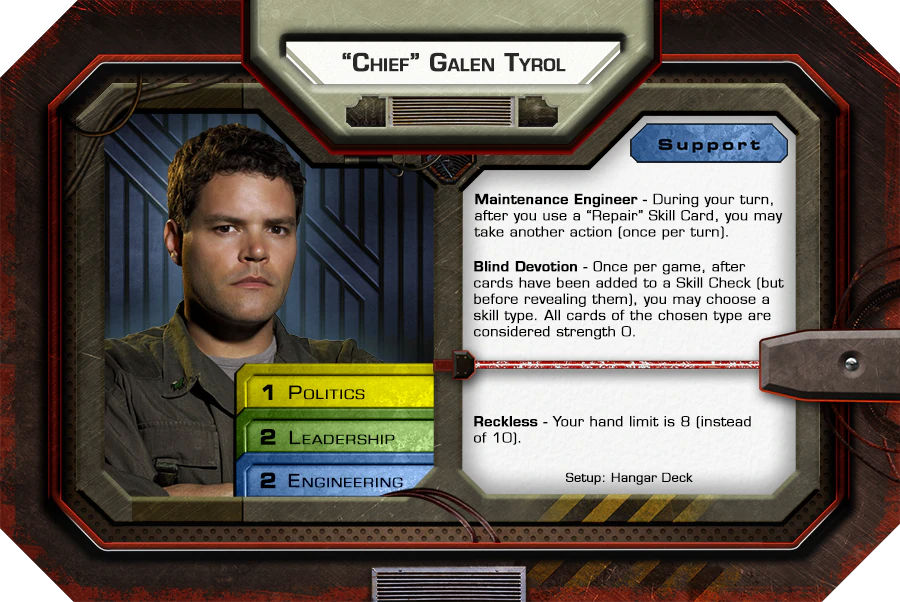 “Chief” Galen Tyrol
Support
Maintenance Engineer - During your turn,
after you use a “Repair” Skill Card, you may
take another action (once per turn).
Blind Devotion - Once per game, after
cards have been added to a Skill Check (but
before revealing them), you may choose a
skill type. All cards of the chosen type are
considered strength 0.
1 Politics
2 Leadership
2 Engineering
Reckless - Your hand limit is 8 (instead
of 10).
Setup: Hangar Deck